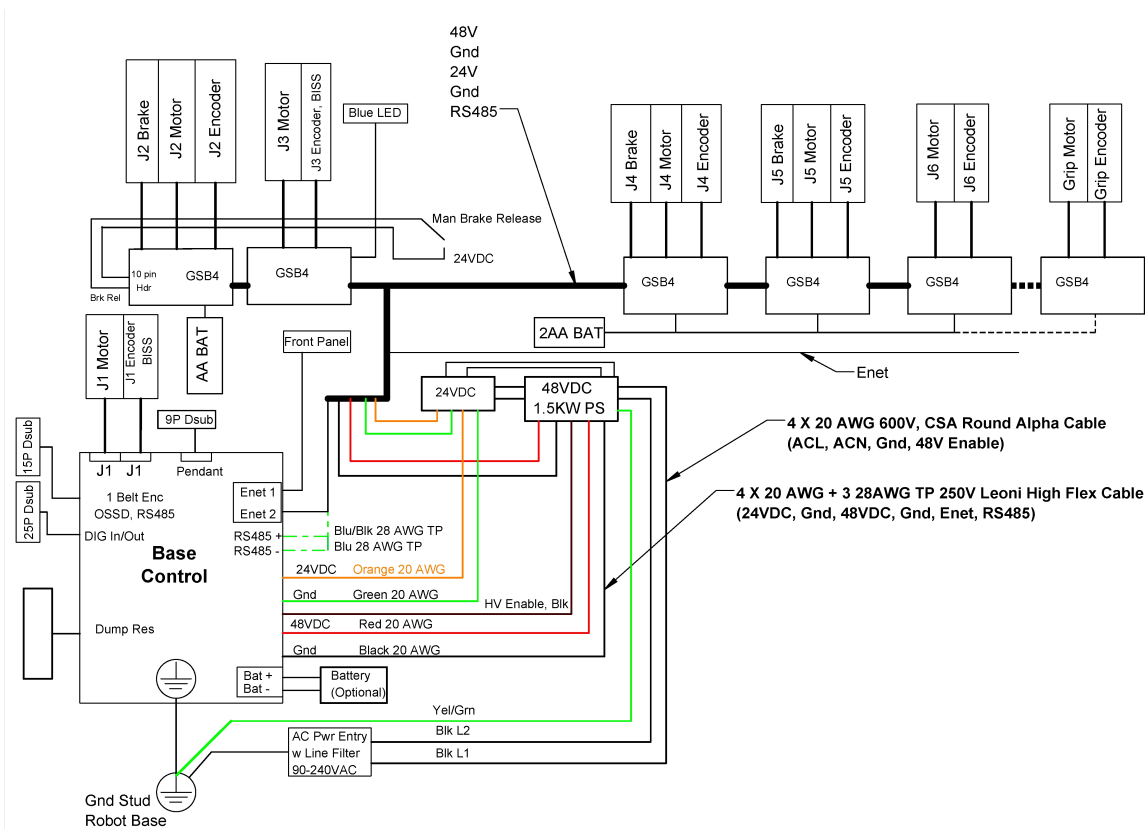 48V
Gnd
24V
Gnd
RS485
J2 Brake
J2 Motor
J2 Encoder
J3 Motor
J3 Encoder, BISS
Blue LED
J4 Brake
J4 Motor
J4 Encoder
J5 Brake
J5 Motor
J5 Encoder
J6 Motor
J6 Encoder
Grip Motor
Grip Encoder
Man Brake Release
24VDC
10 pin
Hdr
Brk Rel
GSB4
GSB4
GSB4
GSB4
GSB4
GSB4
AA BAT
2AA BAT
Enet
J1 Motor
J1 Encoder
BISS
Front Panel
24VDC
48VDC
1.5KW PS
15P Dsub
25P Dsub
9P Dsub
J1
J1
Pendant
1 Belt Enc
OSSD, RS485
DIG In/Out
Base
Control
Dump Res
Enet 1
Enet 2
RS485 +
RS485 -
Blu/Blk 28 AWG TP
Blu 28 AWG TP
24VDC
Orange 20 AWG
Gnd
Green 20 AWG
HV Enable, Blk
48VDC
Red 20 AWG
Gnd
Black 20 AWG
Bat +
Bat -
Battery
(Optional)
4 X 20 AWG 600V, CSA Round Alpha Cable
(ACL, ACN, Gnd, 48V Enable)
4 X 20 AWG + 3 28AWG TP 250V Leoni High Flex Cable
(24VDC, Gnd, 48VDC, Gnd, Enet, RS485)
Yel/Grn
Blk L2
Blk L1
AC Pwr Entry
w Line Filter
90-240VAC
Gnd Stud
Robot Base